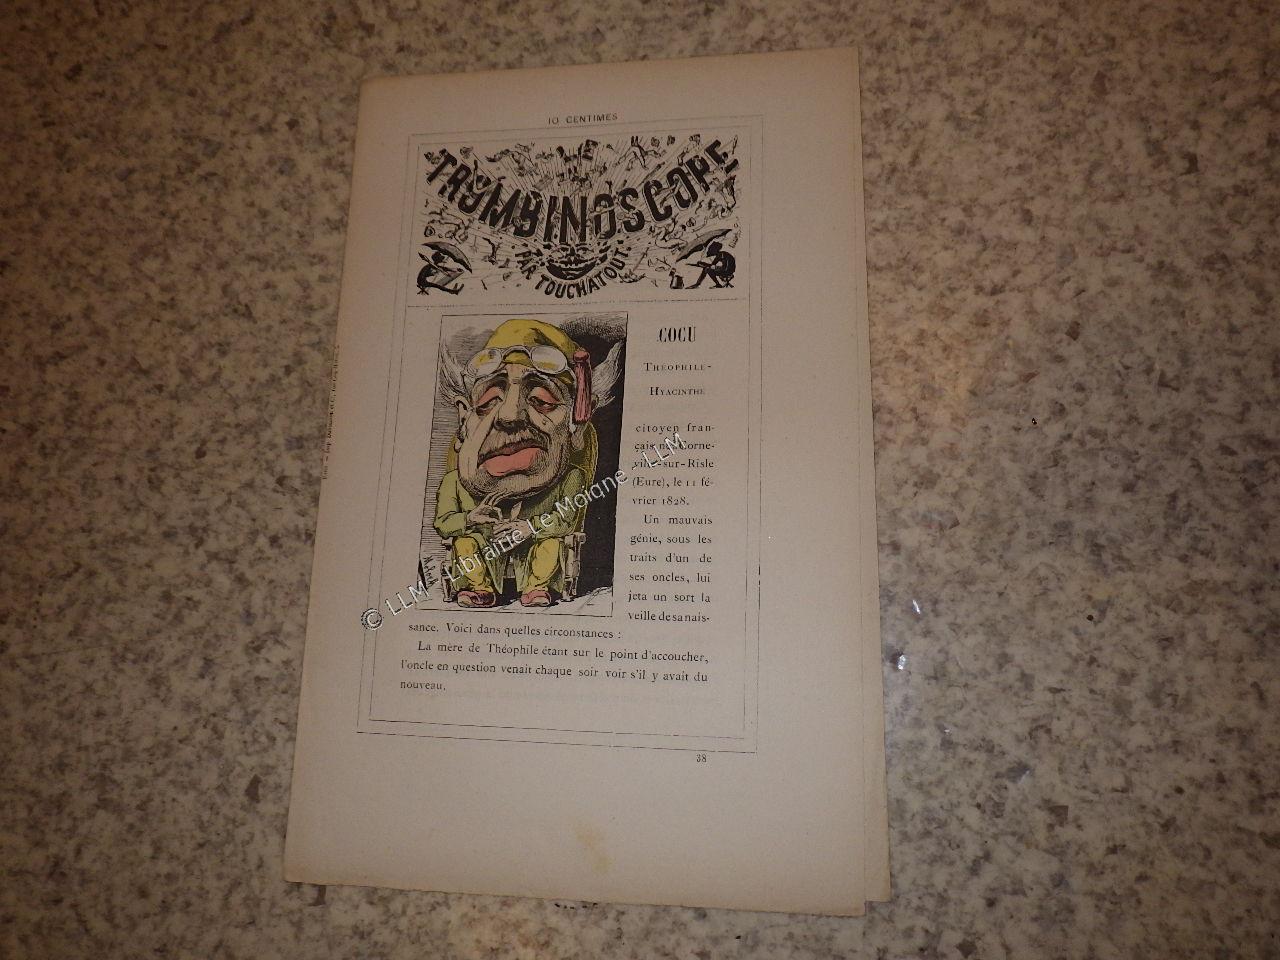 10 CENTIMES
LE
TROMBINOSCOPE
PAR TOUCHATOUT
COCU
THÉOPHILE-
HYACINTHE
citoyen fran-
çais né Corne-
ville-sur-Risle
(Eure), le 11 fé-
vrier 1828.
Un mauvais
génie, sous les
traits d'un de
ses oncles, lui
jeta un sort la
veille de sa nais-
sance. Voici dans quelles circonstances :
La mère de Théophile étant sur le point d'accoucher,
l'oncle en question venait chaque soir voir s'il y avait du
nouveau.
38
© LLM - Librairie Le Moigne - LLM